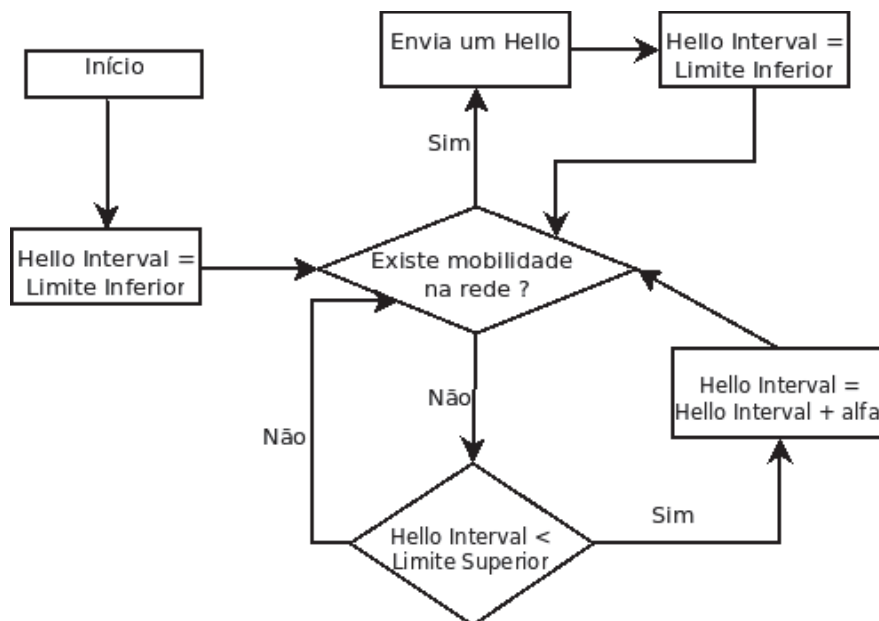 Início
Hello Interval =
Limite Inferior
Existe mobilidade
na rede ?
Sim
Envia um Hello
Hello Interval =
Limite Inferior
Não
Hello Interval <
Limite Superior
Não
Sim
Hello Interval =
Hello Interval + alfa